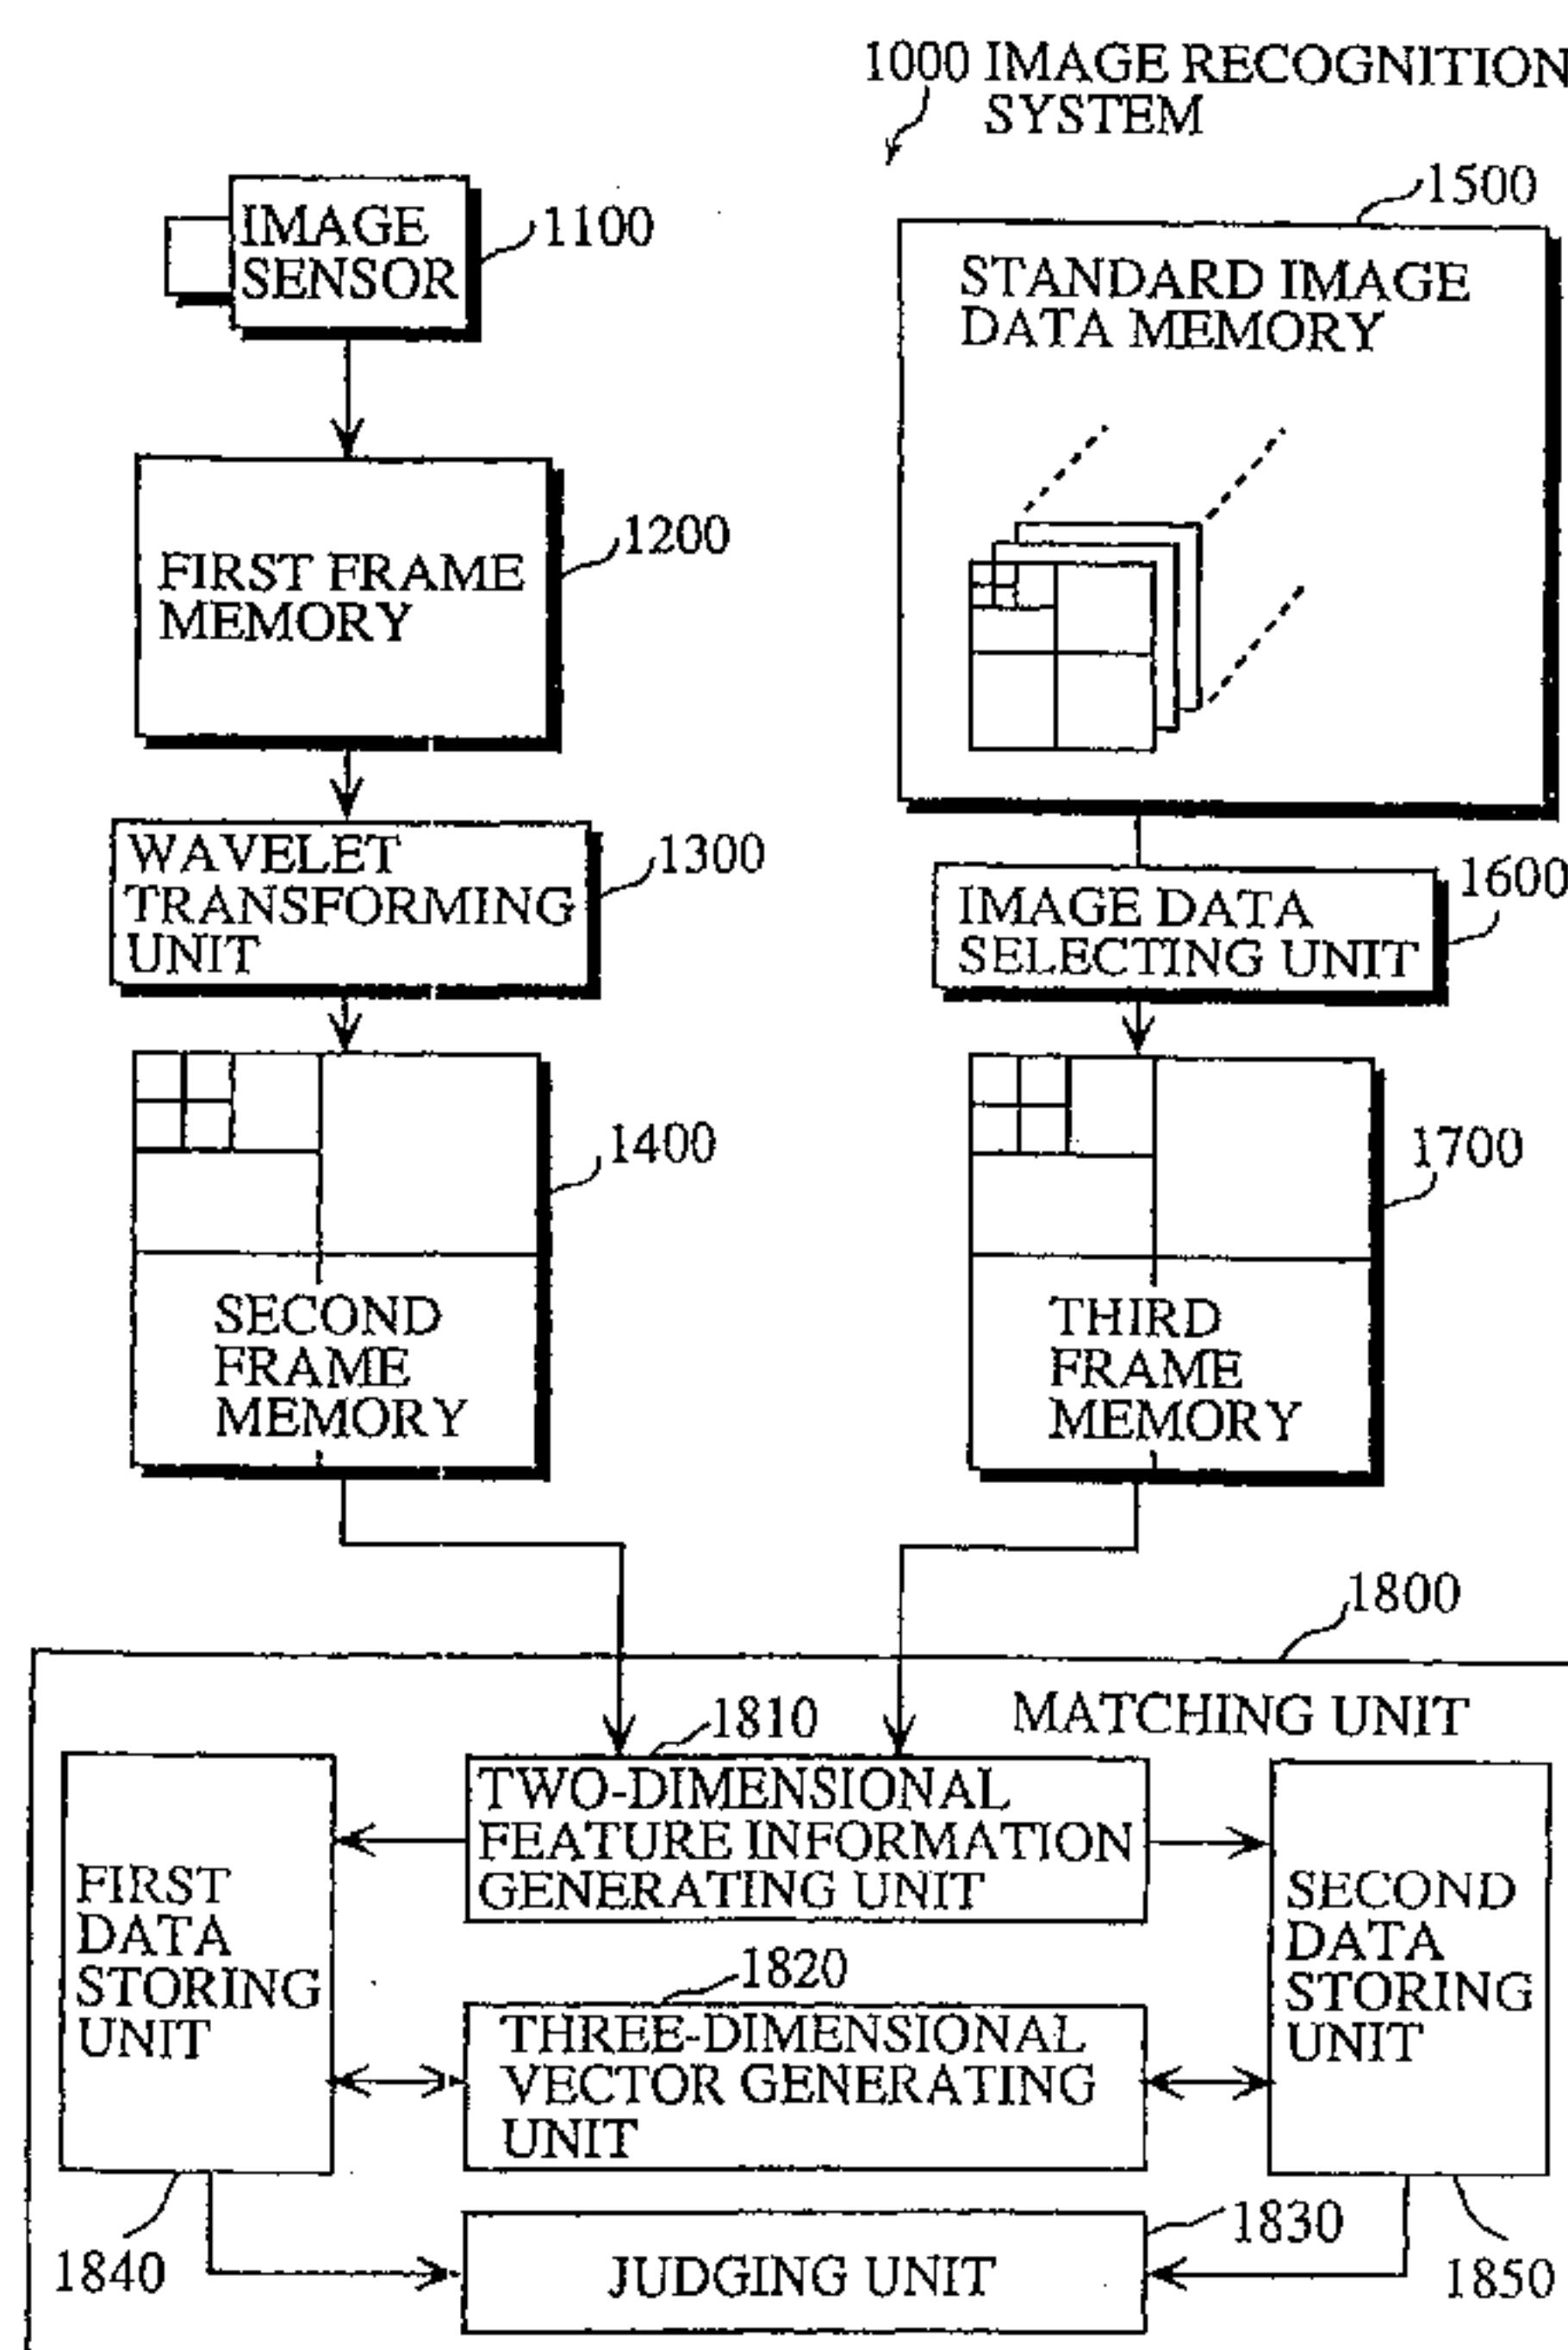 1000 IMAGE RECOGNITION
SYSTEM
IMAGE
SENSOR
1100
1500
STANDARD IMAGE
DATA MEMORY
FIRST FRAME
MEMORY
1200
WAVELET
TRANSFORMING
UNIT
1300
IMAGE DATA
SELECTING UNIT
1600
1400
SECOND
FRAME
MEMORY
1700
THIRD
FRAME
MEMORY
1800
MATCHING UNIT
1810
TWO-DIMENSIONAL
FEATURE INFORMATION
GENERATING UNIT
FIRST
DATA
STORING
UNIT
SECOND
DATA
STORING
UNIT
1820
THREE-DIMENSIONAL
VECTOR GENERATING
UNIT
1830
JUDGING UNIT
1840
1850